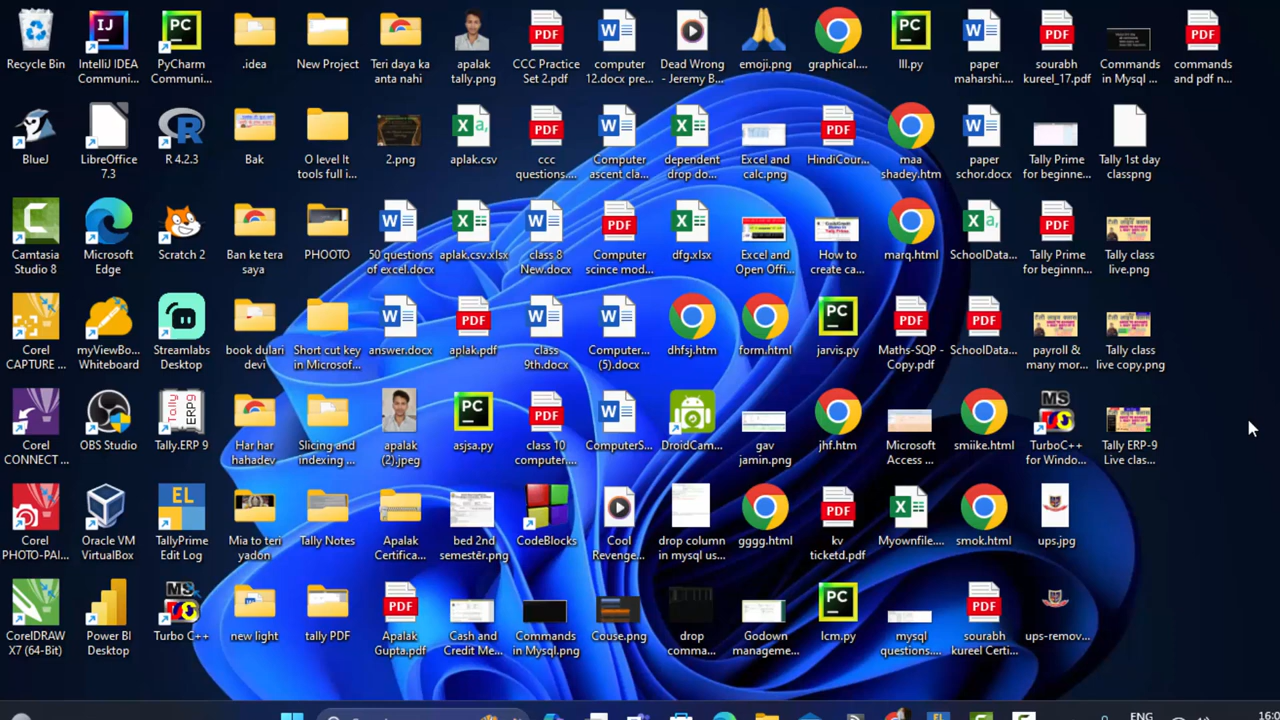 Recycle Bin
IntelliJ IDEA
Communi...
PyCharm
Communi...
.idea
New Project
Teri daya ka
anta nahi
apalak
tally.png
CCC Practice
Set 2.pdf
computer
12.docx pre...
Dead Wrong
- Jeremy B...
emoji.png
graphical....
lll.py
paper
maharshi....
sourabh
kureel_17.pdf
Commands
in Mysql ...
commands
and pdf n...
BlueJ
LibreOffice
7.3
R 4.2.3
Bak
O level It
tools full i...
2.png
aplak.csv
ccc
questions....
Computer
ascent cla...
dependent
drop do...
Excel and
calc.png
HindiCour...
maa
shadey.htm
paper
schor.docx
Tally Prime
for beginne...
Tally 1st day
classpng
Camtasia
Studio 8
Microsoft
Edge
Scratch 2
Ban ke tera
saya
PHOOTO
50 questions
of excel.docx
aplak.csv.xlsx
class 8
New.docx
Computer
scince mod...
dfg.xlsx
Excel and
Open Offi...
How to
create ca...
marq.html
SchoolData...
Tally Prime
for beginnn...
Tally class
live.png
Corel
CAPTURE ...
myViewBo...
Whiteboard
Streamlabs
Desktop
book dulari
devi
Short cut key
in Microsof...
answer.docx
aplak.pdf
class
9th.docx
Computer...
(5).docx
dhfsj.htm
form.html
jarvis.py
Maths-SQP -
Copy.pdf
SchoolData...
payroll &
many mor...
Tally class
live copy.png
Corel
CONNECT ...
OBS Studio
Tally.ERP 9
Har har
hahadev
Slicing and
indexing ...
apalak
(2).jpeg
asjsa.py
class 10
computer....
ComputerS...
DroidCam...
gav
jamin.png
jhf.htm
Microsoft
Access ...
smiike.html
TurboC++
for Windo...
Tally ERP-9
Live clas...
Corel
PHOTO-PAI...
Oracle VM
VirtualBox
TallyPrime
Edit Log
Mia to teri
yadon
Tally Notes
Apalak
Certifica...
bed 2nd
semester.png
CodeBlocks
Cool
Revenge...
drop column
in mysql us...
gggg.html
kv
ticketd.pdf
Myownfile....
smok.html
ups.jpg
CorelDRAW
X7 (64-Bit)
Power BI
Desktop
Turbo C++
new light
tally PDF
Apalak
Gupta.pdf
Cash and
Credit Me...
Commands
in Mysql.png
Couse.png
drop
comma...
Godown
manageme...
lcm.py
mysql
questions....
sourabh
kureel Certi...
ups-remov...
ENG